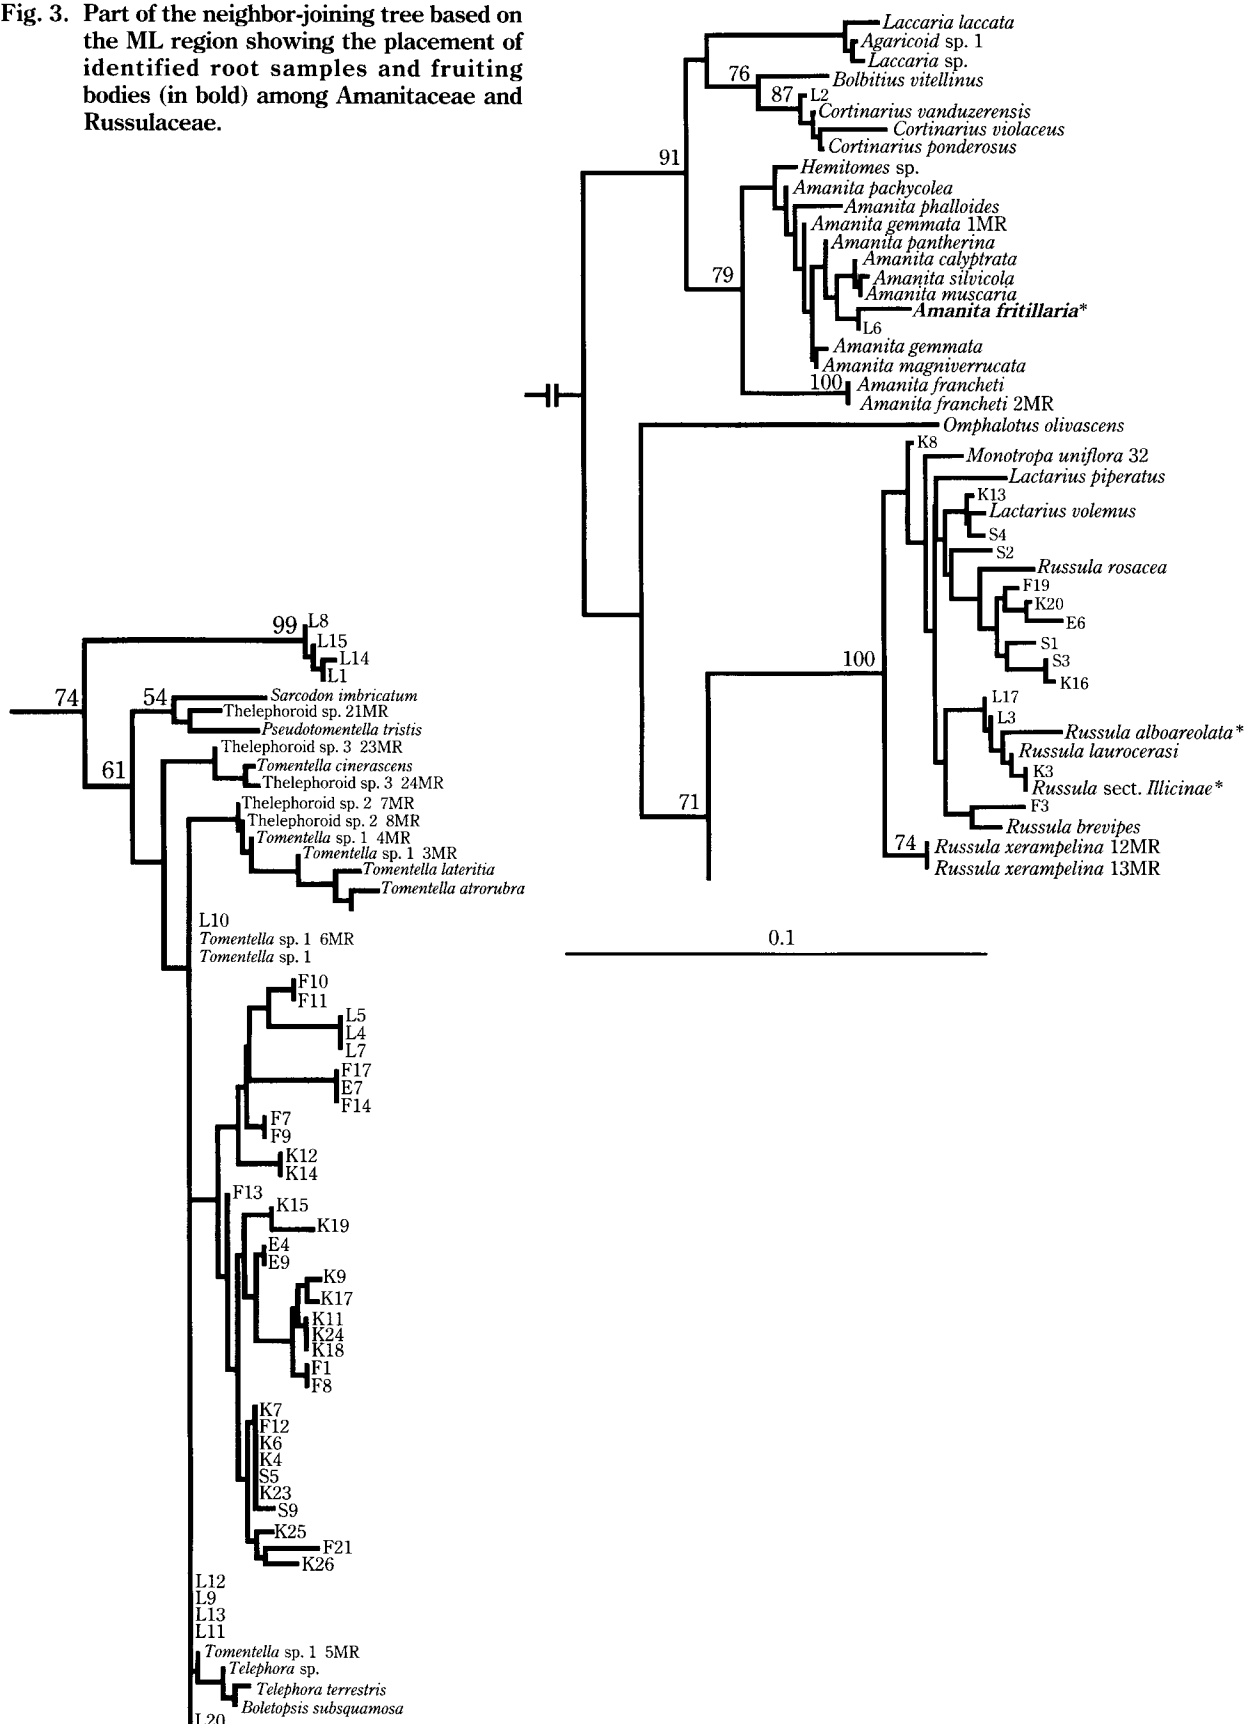 Fig. 3. Part of the neighbor-joining tree based on
the ML region showing the placement of
identified root samples and fruiting
bodies (in bold) among Amanitaceae and
Russulaceae.
Laccaria laccata
Agaricoid sp. 1
Laccaria sp.
76
Bolbitius vitellinus
87
L2
Cortinarius vanduzerensis
Cortinarius violaceus
Cortinarius ponderosus
91
Hemitomes sp.
Amanita pachycolea
Amanita phalloides
Amanita gemmata 1MR
Amanita pantherina
Amanita calyptrata
79
Amanita silvicola
Amanita muscaria
Amanita fritillaria*
L6
Amanita gemmata
Amanita magniverrucata
100
Amanita francheti
Amanita francheti 2MR
Omphalotus olivascens
K8
Monotropa uniflora 32
Lactarius piperatus
K13
Lactarius volemus
S4
S2
Russula rosacea
F19
K20
E6
S1
100
S3
K16
L17
L3
Russula alboareolata*
Russula laurocerasi
K3
Russula sect. Illicinae*
71
F3
Russula brevipes
74
Russula xerampelina 12MR
Russula xerampelina 13MR
0.1
99
L8
L15
L14
L1
74
54
Sarcodon imbricatum
Thelephoroid sp. 21MR
Pseudotomentella tristis
Thelephoroid sp. 3 23MR
61
Tomentella cinerascens
Thelephoroid sp. 3 24MR
Thelephoroid sp. 2 7MR
Thelephoroid sp. 2 8MR
Tomentella sp. 1 4MR
Tomentella sp. 1 3MR
Tomentella lateritia
Tomentella atrorubra
L10
Tomentella sp. 1 6MR
Tomentella sp. 1
F10
F11
L5
L4
L7
F17
E7
F14
F7
F9
K12
K14
F13
K15
K19
E4
E9
K9
K17
K11
K24
K18
F1
F8
K7
F12
K6
K4
S5
K23
S9
K25
F21
K26
L12
L9
L13
L11
Tomentella sp. 1 5MR
Telephora sp.
Telephora terrestris
Boletopsis subsquamosa
L20